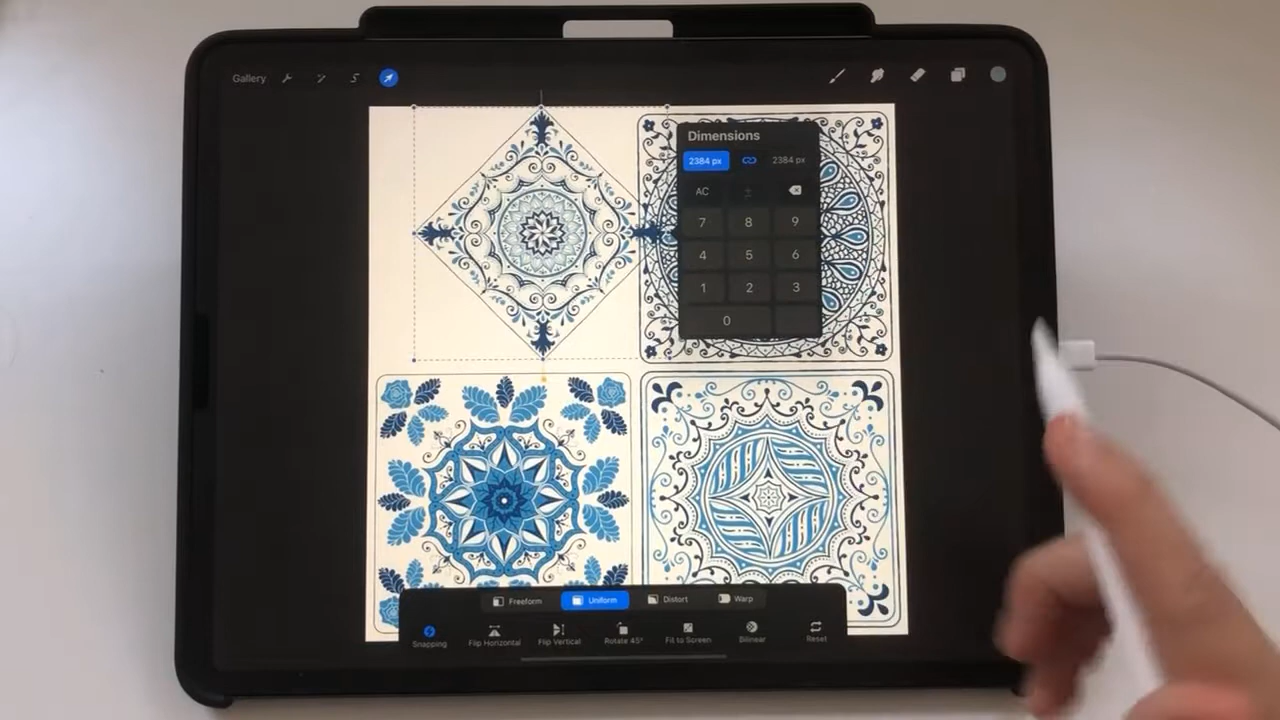 Gallery
Dimensions
2384 px 2384 px
AC
7 8 9
4 5 6
1 2 3
0
Freeform Uniform Distort Warp
Snapping Flip Horizontal Flip Vertical Rotate 45° Fit to Screen Bilinear Reset